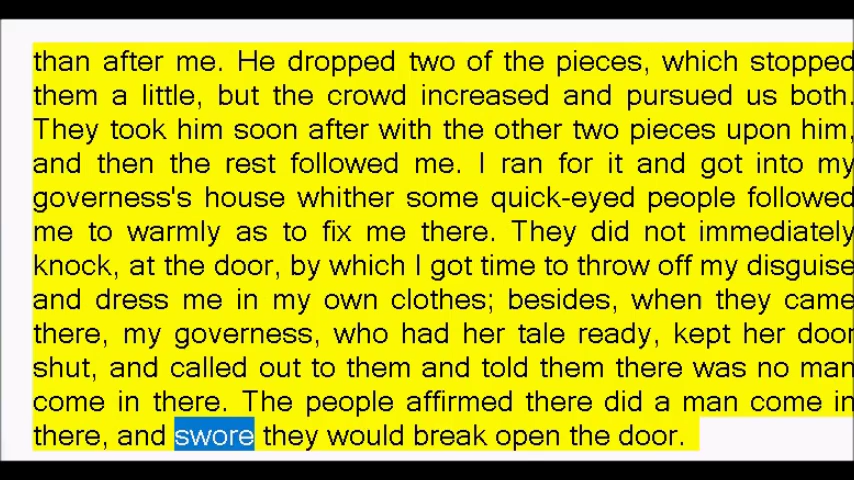 than after me. He dropped two of the pieces, which stopped
them a little, but the crowd increased and pursued us both.
They took him soon after with the other two pieces upon him,
and then the rest followed me. I ran for it and got into my
governess's house whither some quick-eyed people followed
me to warmly as to fix me there. They did not immediately
knock, at the door, by which I got time to throw off my disguise
and dress me in my own clothes; besides, when they came
there, my governess, who had her tale ready, kept her door
shut, and called out to them and told them there was no man
come in there. The people affirmed there did a man come in
there, and swore they would break open the door.